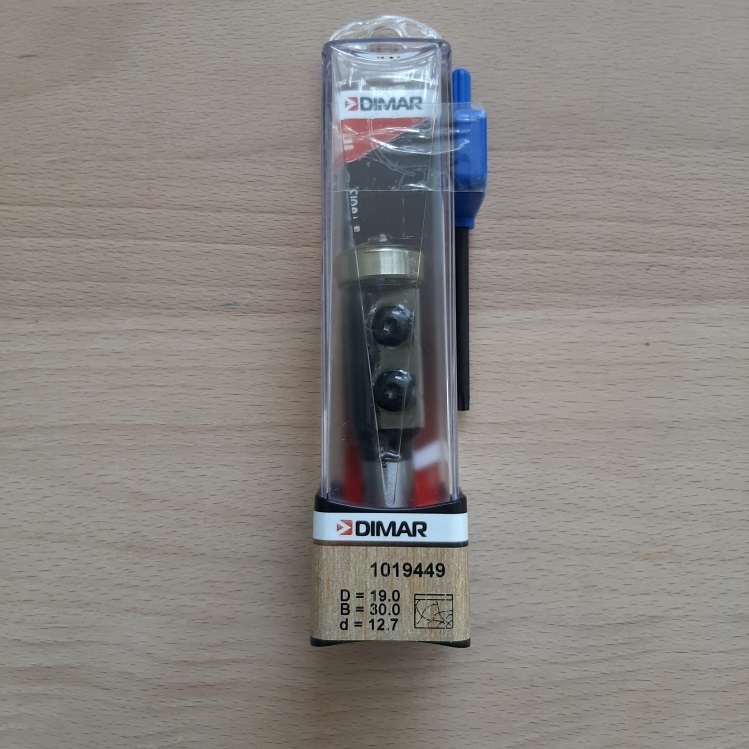 DIMAR
DIMAR
1019449
D = 19.0
B = 30.0
d = 12.7